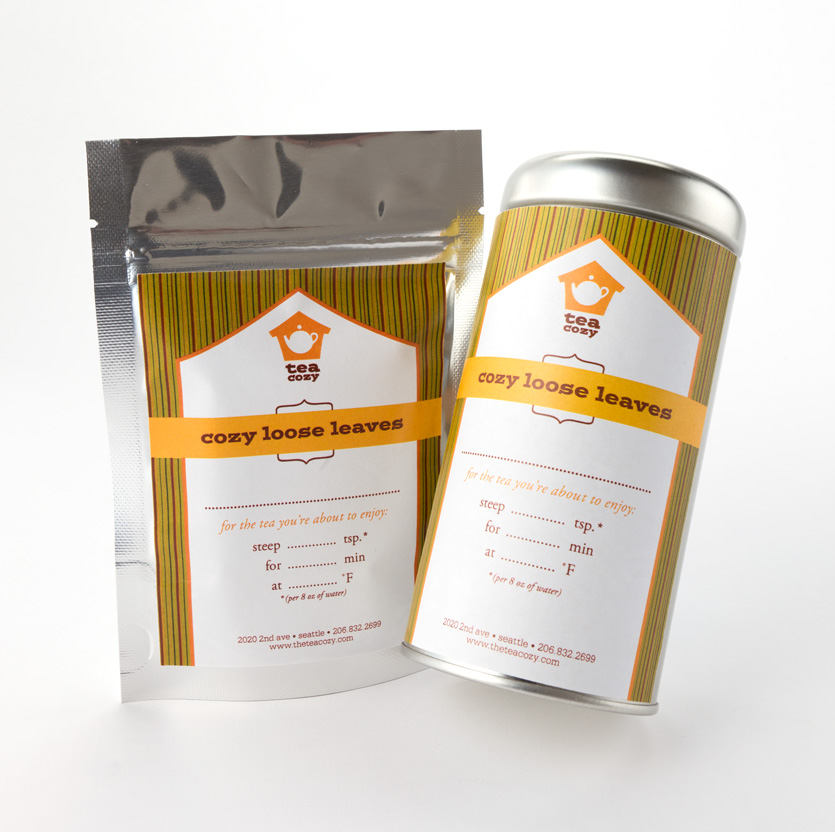 tea
cozy
cozy loose leaves
for the tea you're about to enjoy:
steep ............ tsp.*
for ............ min
at ............ °F
*(per 8 oz of water)
2020 2nd ave • seattle • 206.832.2699
www.theteacozy.com
tea
cozy
cozy loose leaves
for the tea you're about to enjoy:
steep ............ tsp.*
for ............ min
at ............ °F
*(per 8 oz of water)
2020 2nd ave • seattle • 206.832.2699
www.theteacozy.com